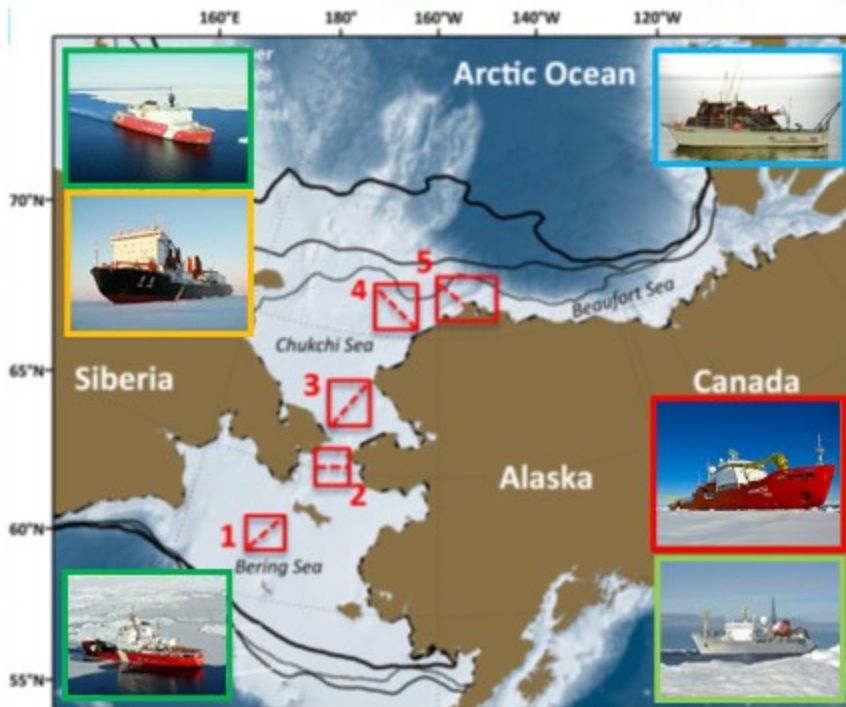 160°E 180° 160°W 140°W 120°W
Arctic Ocean
70°N
5
4
Beaufort Sea
Chukchi Sea
65°N
Siberia
3
Canada
Alaska
2
60°N
1
Bering Sea
55°N